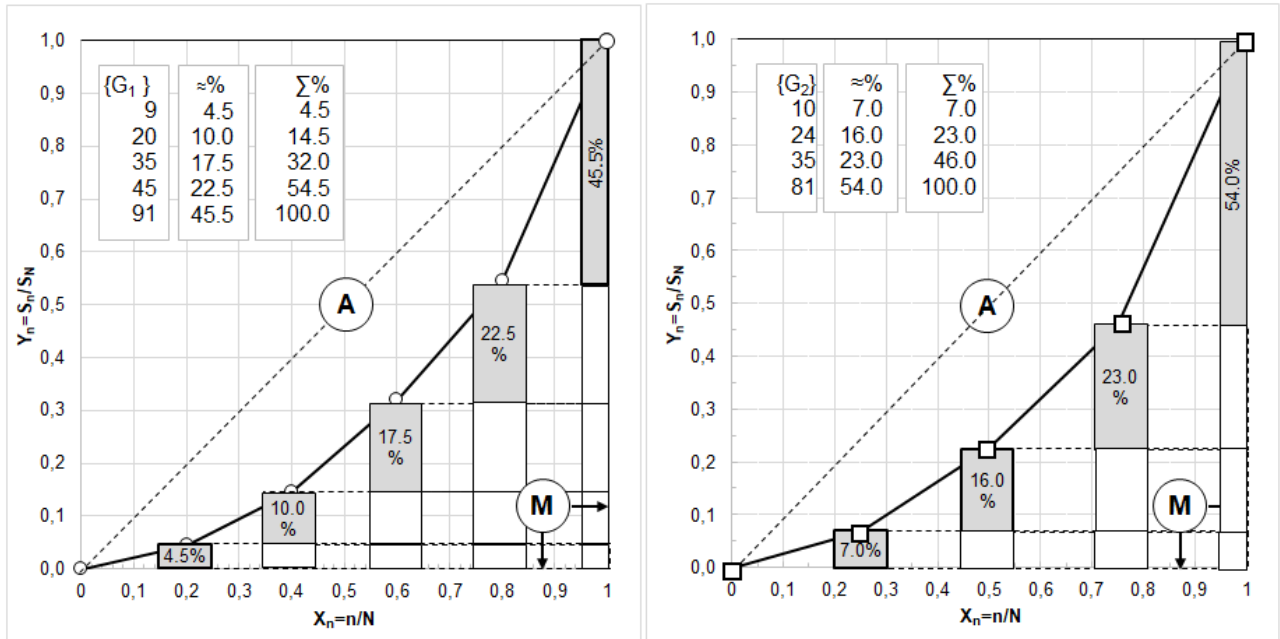 1,0
0,9
0,8
0,7
0,6
0,5
0,4
0,3
0,2
0,1
0,0
Yn= Sn/ SN
{G1 } ≈% ∑%
9 4.5 4.5
20 10.0 14.5
35 17.5 32.0
45 22.5 54.5
91 45.5 100.0
A
45.5%
22.5
%
17.5
%
10.0
%
4.5%
M
0 0,1 0,2 0,3 0,4 0,5 0,6 0,7 0,8 0,9 1
Xn=n/N
1,0
0,9
0,8
0,7
0,6
0,5
0,4
0,3
0,2
0,1
0,0
Yn= Sn/ SN
{G2} ≈% ∑%
10 7.0 7.0
24 16.0 23.0
35 23.0 46.0
81 54.0 100.0
A
54.0%
23.0
%
16.0
%
7.0%
M
0 0,1 0,2 0,3 0,4 0,5 0,6 0,7 0,8 0,9 1
Xn=n/N